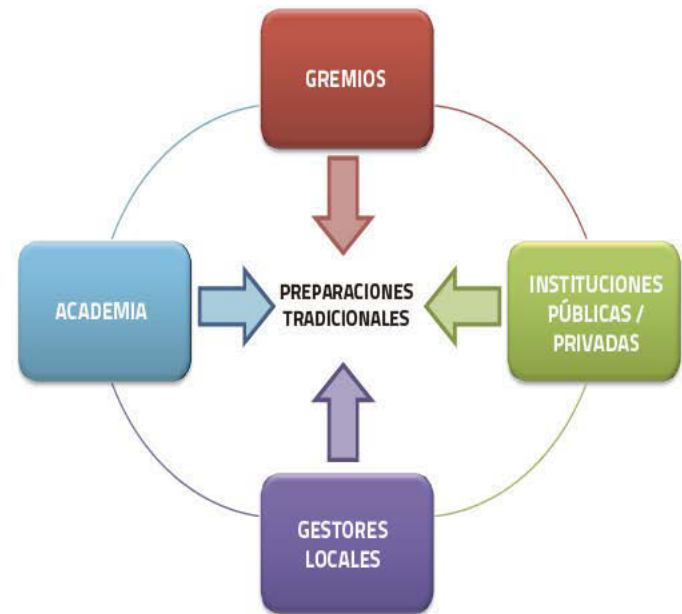 GREMIOS
ACADEMIA
PREPARACIONES
TRADICIONALES
INSTITUCIONES
PÚBLICAS /
PRIVADAS
GESTORES
LOCALES